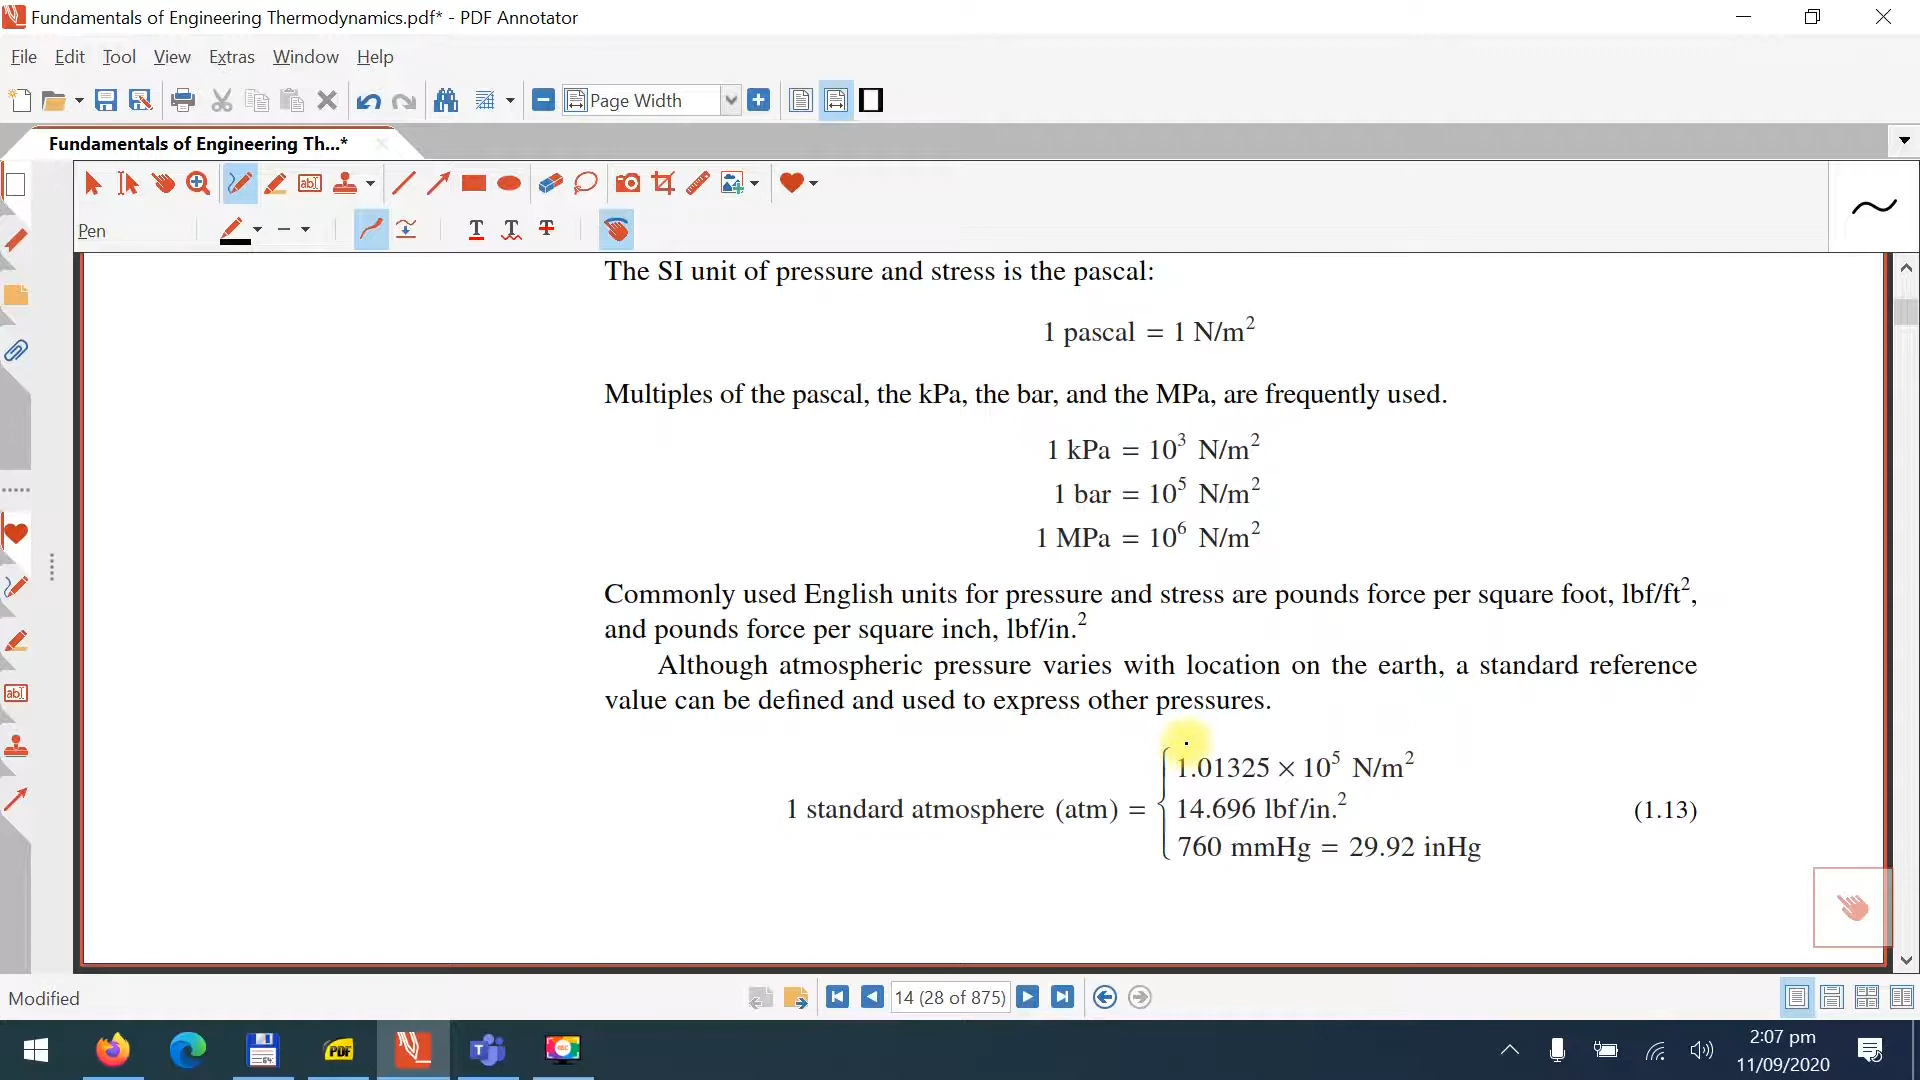 Fundamentals of Engineering Thermodynamics.pdf* - PDF Annotator
File Edit Tool View Extras Window Help
Page Width
Fundamentals of Engineering Th...*
Pen
The SI unit of pressure and stress is the pascal:
1 pascal = 1 N/m²
Multiples of the pascal, the kPa, the bar, and the MPa, are frequently used.
1 kPa = 10³ N/m²
1 bar = 10⁵ N/m²
1 MPa = 10⁶ N/m²
Commonly used English units for pressure and stress are pounds force per square foot, lbf/ft²,
and pounds force per square inch, lbf/in.²
Although atmospheric pressure varies with location on the earth, a standard reference
value can be defined and used to express other pressures.
1.01325 × 10⁵ N/m²
1 standard atmosphere (atm) = { 14.696 lbf/in.² (1.13)
760 mmHg = 29.92 inHg
Modified
14 (28 of 875)
2:07 pm
11/09/2020